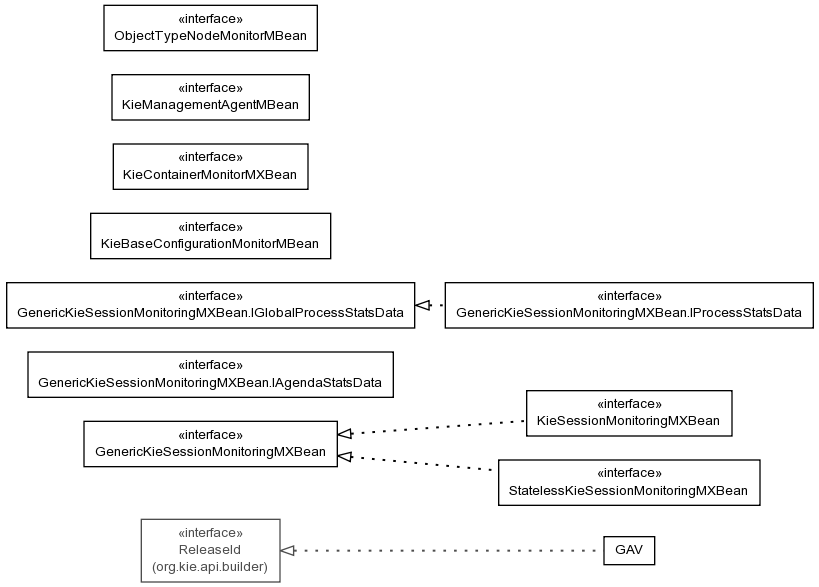 «interface»
ObjectTypeNodeMonitorMBean
«interface»
KieManagementAgentMBean
«interface»
KieContainerMonitorMXBean
«interface»
KieBaseConfigurationMonitorMBean
«interface»
GenericKieSessionMonitoringMXBean.IGlobalProcessStatsData
«interface»
GenericKieSessionMonitoringMXBean.IProcessStatsData
«interface»
GenericKieSessionMonitoringMXBean.IAgendaStatsData
«interface»
GenericKieSessionMonitoringMXBean
«interface»
KieSessionMonitoringMXBean
«interface»
StatelessKieSessionMonitoringMXBean
«interface»
ReleaseId
(org.kie.api.builder)
GAV